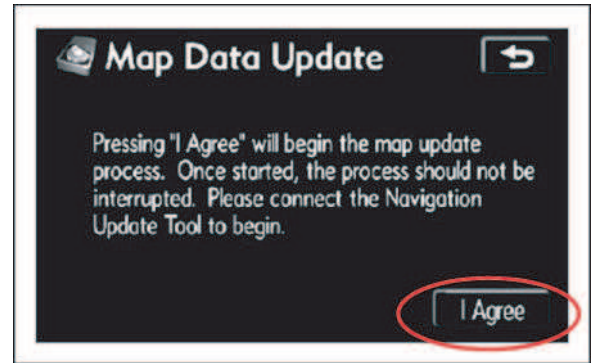 Map Data Update
Pressing "I Agree" will begin the map update
process. Once started, the process should not be
interrupted. Please connect the Navigation
Update Tool to begin.
I Agree